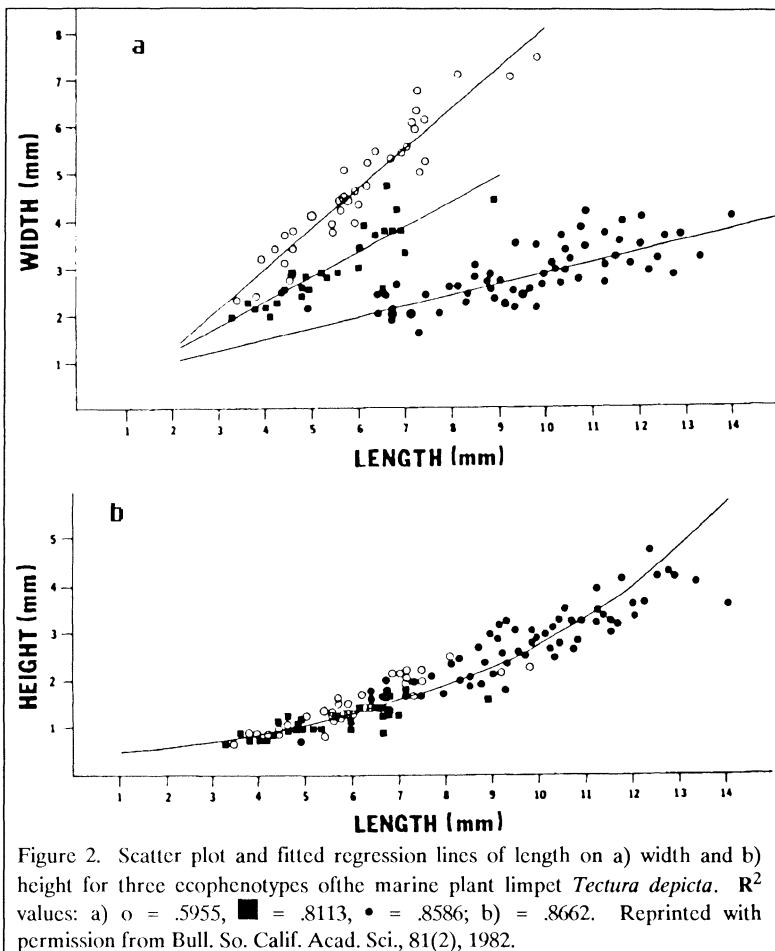 a
8
7
6
5
4
3
2
1
WIDTH (mm)
1 2 3 4 5 6 7 8 9 10 11 12 13 14
LENGTH (mm)
b
5
4
3
2
1
HEIGHT (mm)
1 2 3 4 5 6 7 8 9 10 11 12 13 14
LENGTH (mm)
Figure 2. Scatter plot and fitted regression lines of length on a) width and b)
height for three ecophenotypes ofthe marine plant limpet Tectura depicta. R²
values: a) o = .5955, ■ = .8113, • = .8586; b) = .8662. Reprinted with
permission from Bull. So. Calif. Acad. Sci., 81(2), 1982.